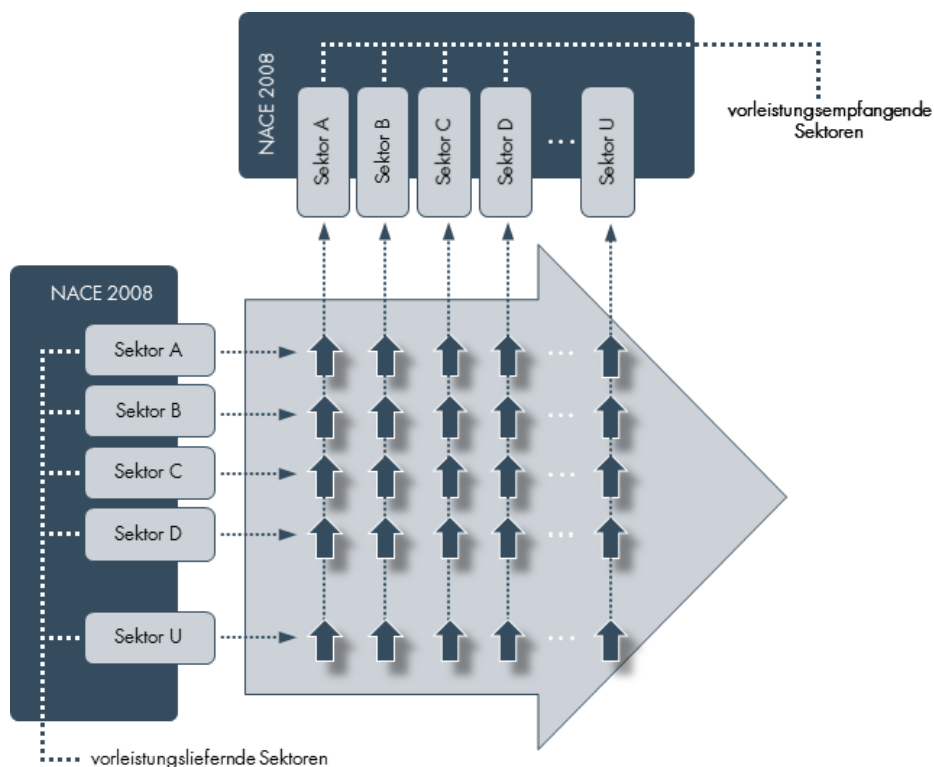 NACE 2008
Sektor A
Sektor B
Sektor C
Sektor D
...
Sektor U
vorleistungsempfangende
Sektoren
NACE 2008
Sektor A
...
Sektor B
...
Sektor C
...
Sektor D
...
Sektor U
...
vorleistungsliefernde Sektoren